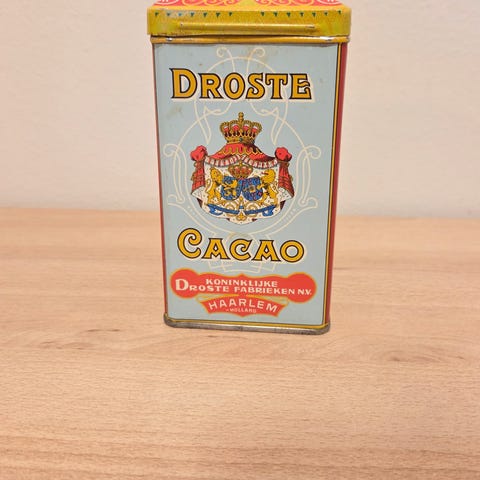 DROSTE
CACAO
KONINKLIJKE
DROSTE FABRIEKEN N.V.
HAARLEM
HOLLAND